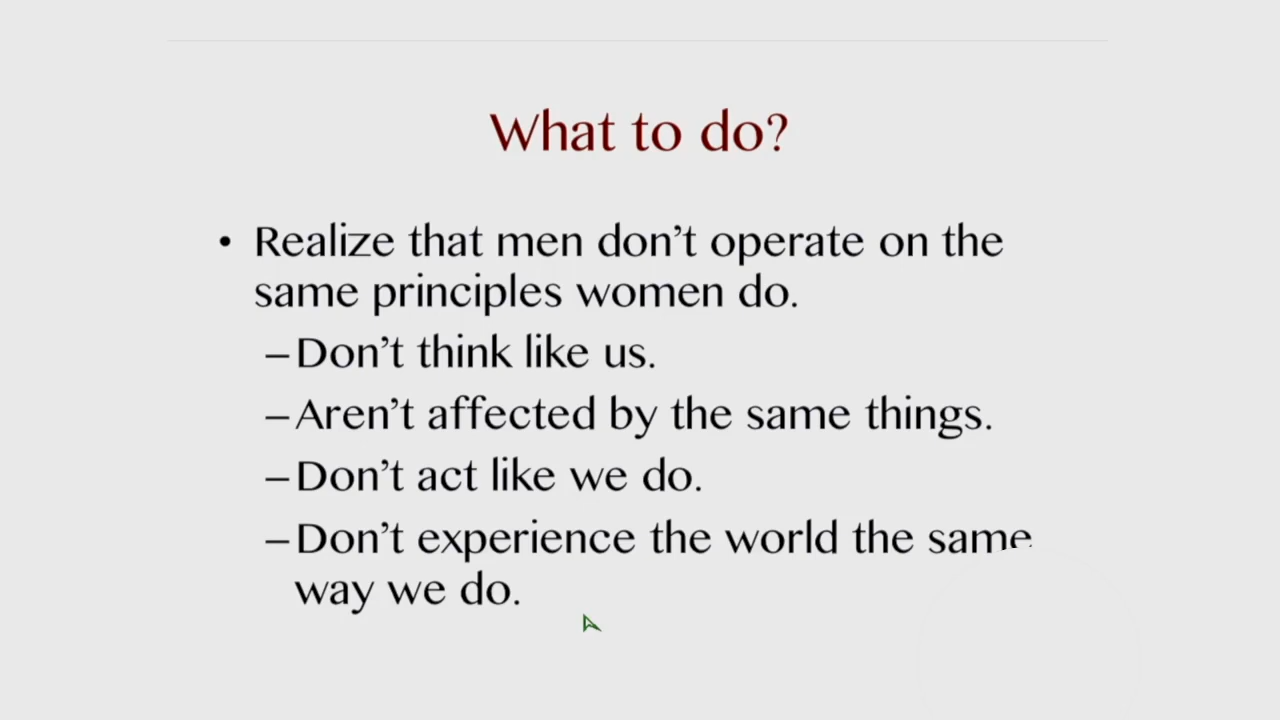 What to do?
• Realize that men don’t operate on the
same principles women do.
–Don’t think like us.
–Aren’t affected by the same things.
–Don’t act like we do.
–Don’t experience the world the same
way we do.